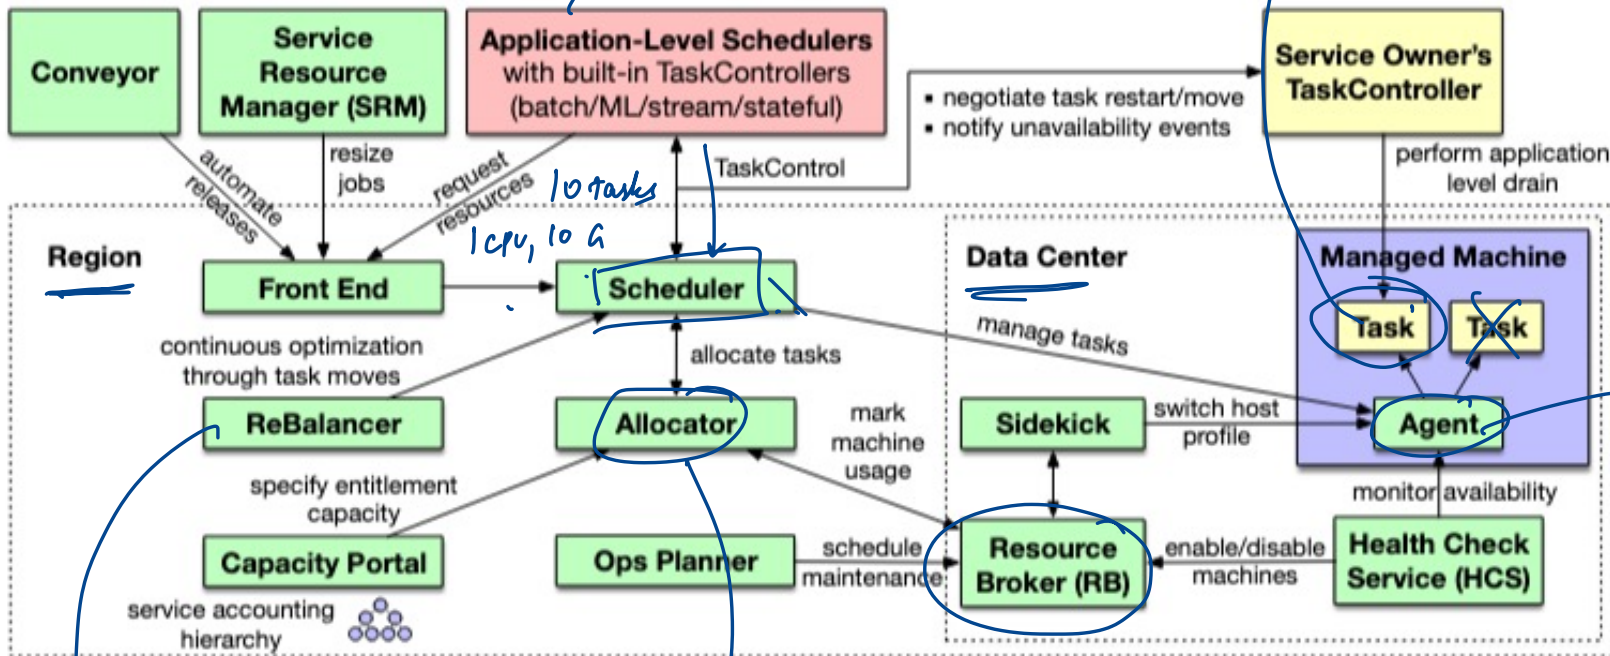 Conveyor
Service
Resource
Manager (SRM)
Application-Level Schedulers
with built-in TaskControllers
(batch/ML/stream/stateful)
▪ negotiate task restart/move
▪ notify unavailability events
Service Owner's
TaskController
automate
releases
resize
jobs
request
resources
TaskControl
10 tasks
1 cpu, 10 G
perform application
level drain
Region
Front End
Scheduler
Data Center
Managed Machine
Task
Task
manage tasks
continuous optimization
through task moves
allocate tasks
ReBalancer
Allocator
mark
machine
usage
Sidekick
switch host
profile
Agent
specify entitlement
capacity
monitor availability
Capacity Portal
Ops Planner
schedule
maintenance
Resource
Broker (RB)
enable/disable
machines
Health Check
Service (HCS)
service accounting
hierarchy